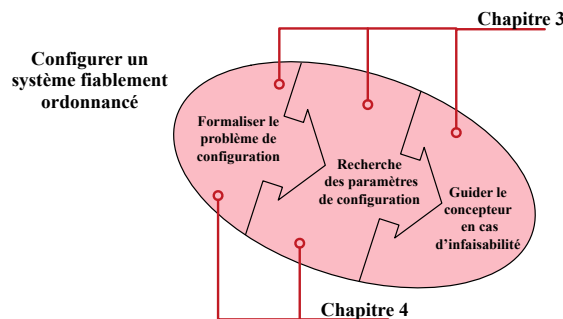 Chapitre 3
Configurer un
système fiablement
ordonnancé
Formaliser le
problème de
configuration
Recherche
des paramètres
de configuration
Guider le
concepteur
en cas
d'infaisabilité
Chapitre 4